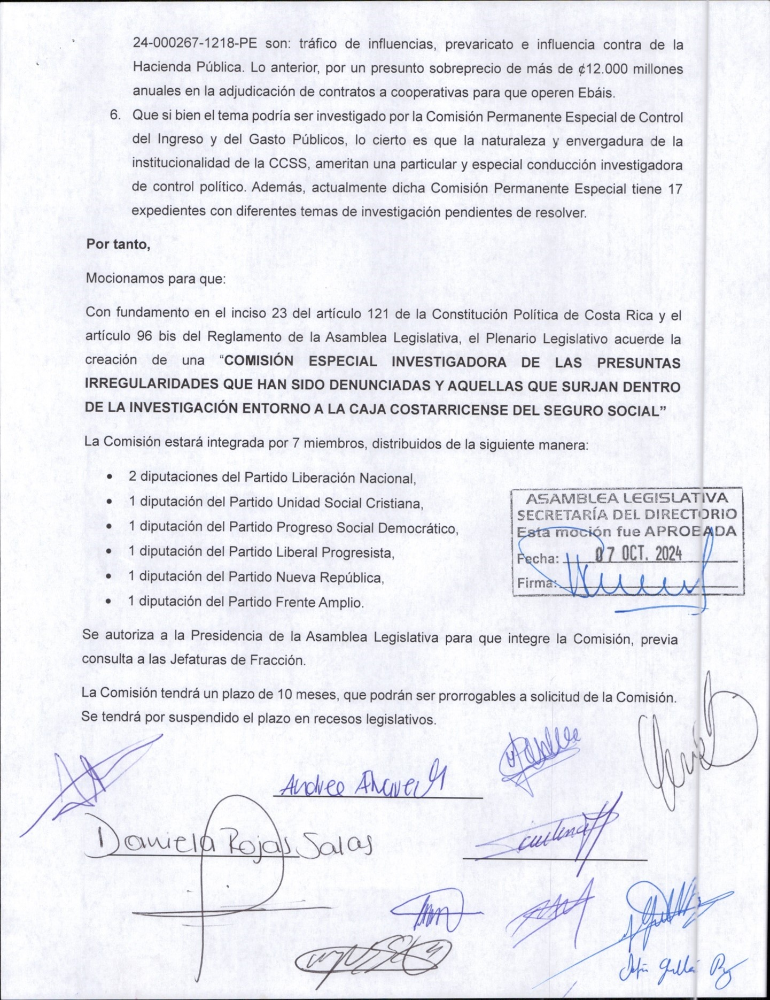 24-000267-1218-PE son: tráfico de influencias, prevaricato e influencia contra de la
Hacienda Pública. Lo anterior, por un presunto sobreprecio de más de ¢12.000 millones
anuales en la adjudicación de contratos a cooperativas para que operen Ebáis.
6. Que si bien el tema podría ser investigado por la Comisión Permanente Especial de Control
del Ingreso y del Gasto Públicos, lo cierto es que la naturaleza y envergadura de la
institucionalidad de la CCSS, ameritan una particular y especial conducción investigadora
de control político. Además, actualmente dicha Comisión Permanente Especial tiene 17
expedientes con diferentes temas de investigación pendientes de resolver.
Por tanto,
Mocionamos para que:
Con fundamento en el inciso 23 del artículo 121 de la Constitución Política de Costa Rica y el
artículo 96 bis del Reglamento de la Asamblea Legislativa, el Plenario Legislativo acuerde la
creación de una “COMISIÓN ESPECIAL INVESTIGADORA DE LAS PRESUNTAS
IRREGULARIDADES QUE HAN SIDO DENUNCIADAS Y AQUELLAS QUE SURJAN DENTRO
DE LA INVESTIGACIÓN ENTORNO A LA CAJA COSTARRICENSE DEL SEGURO SOCIAL”
La Comisión estará integrada por 7 miembros, distribuidos de la siguiente manera:
• 2 diputaciones del Partido Liberación Nacional,
• 1 diputación del Partido Unidad Social Cristiana,
• 1 diputación del Partido Progreso Social Democrático,
• 1 diputación del Partido Liberal Progresista,
• 1 diputación del Partido Nueva República,
• 1 diputación del Partido Frente Amplio.
ASAMBLEA LEGISLATIVA
SECRETARÍA DEL DIRECTORIO
Esta moción fue APROBADA
Fecha: 07 OCT. 2024
Firma:
Se autoriza a la Presidencia de la Asamblea Legislativa para que integre la Comisión, previa
consulta a las Jefaturas de Fracción.
La Comisión tendrá un plazo de 10 meses, que podrán ser prorrogables a solicitud de la Comisión.
Se tendrá por suspendido el plazo en recesos legislativos.
Daniela Rojas Salas